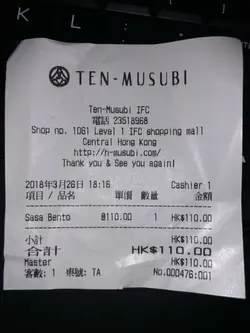 TEN-MUSUBI
Ten-Musubi IFC
電話 23518968
Shop no. 1061 Level 1 IFC shopping mall
Central Hong Kong
http://h-musubi.com/
Thank you & See you again!
2018年3月26日 18:16 Cashier 1
項目 / 品名 單價 數量 金額
Sasa Bento @110.00 1 HK$110.00
小計 HK$110.00
合計 HK$110.00
Master HK$110.00
客數: 1 檯號: TA No.000476:001